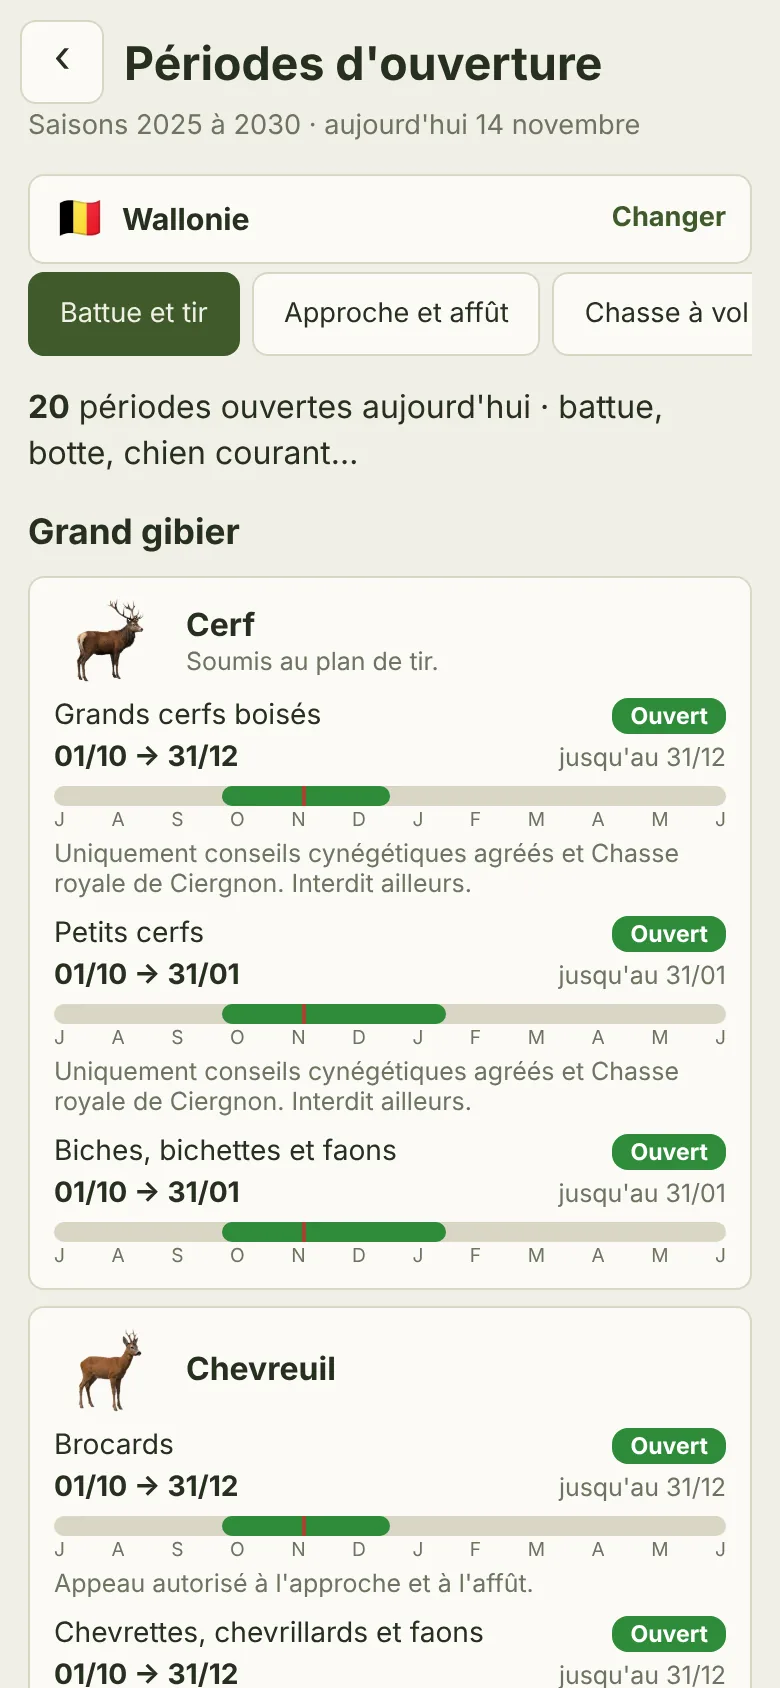 ‹ Périodes d'ouverture
Saisons 2025 à 2030 · aujourd'hui 14 novembre
Wallonie Changer
Battue et tir Approche et affût Chasse à vol
20 périodes ouvertes aujourd'hui · battue,
botte, chien courant…
Grand gibier
Cerf
Soumis au plan de tir.
Grands cerfs boisés Ouvert
01/10 → 31/12 jusqu'au 31/12
J A S O N D J F M A M J
Uniquement conseils cynégétiques agréés et Chasse
royale de Ciergnon. Interdit ailleurs.
Petits cerfs Ouvert
01/10 → 31/01 jusqu'au 31/01
J A S O N D J F M A M J
Uniquement conseils cynégétiques agréés et Chasse
royale de Ciergnon. Interdit ailleurs.
Biches, bichettes et faons Ouvert
01/10 → 31/01 jusqu'au 31/01
J A S O N D J F M A M J
Chevreuil
Brocards Ouvert
01/10 → 31/12 jusqu'au 31/12
J A S O N D J F M A M J
Appeau autorisé à l'approche et à l'affût.
Chevrettes, chevrillards et faons Ouvert
01/10 → 31/12 jusqu'au 31/12